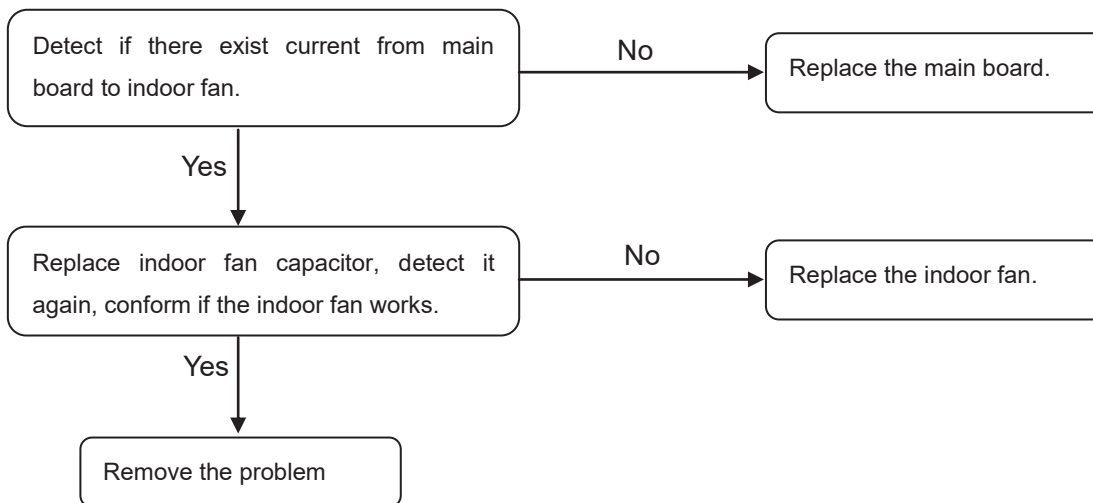 Detect if there exist current from main
board to indoor fan.
No
Replace the main board.
Yes
Replace indoor fan capacitor, detect it
again, conform if the indoor fan works.
No
Replace the indoor fan.
Yes
Remove the problem